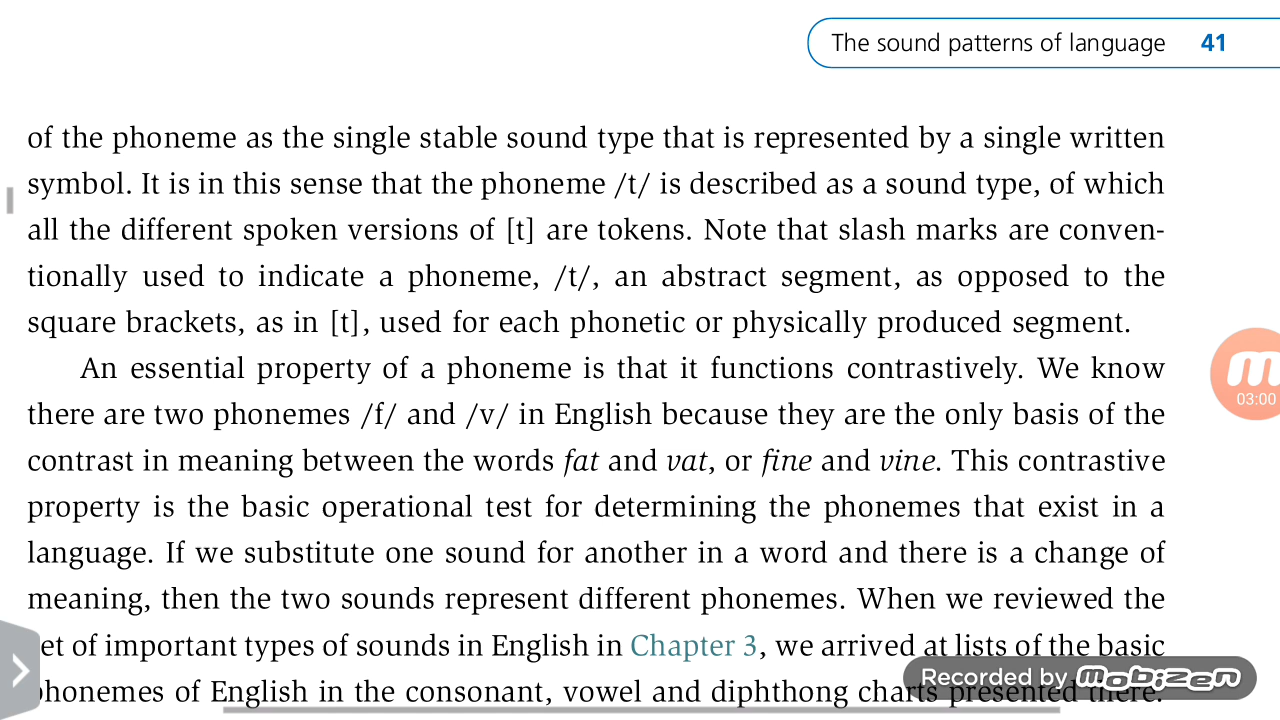 The sound patterns of language 41
of the phoneme as the single stable sound type that is represented by a single written
symbol. It is in this sense that the phoneme /t/ is described as a sound type, of which
all the different spoken versions of [t] are tokens. Note that slash marks are conven-
tionally used to indicate a phoneme, /t/, an abstract segment, as opposed to the
square brackets, as in [t], used for each phonetic or physically produced segment.
An essential property of a phoneme is that it functions contrastively. We know
there are two phonemes /f/ and /v/ in English because they are the only basis of the
contrast in meaning between the words fat and vat, or fine and vine. This contrastive
property is the basic operational test for determining the phonemes that exist in a
language. If we substitute one sound for another in a word and there is a change of
meaning, then the two sounds represent different phonemes. When we reviewed the
set of important types of sounds in English in Chapter 3, we arrived at lists of the basic
phonemes of English in the consonant, vowel and diphthong charts presented there.
03:00
Recorded by mobizen